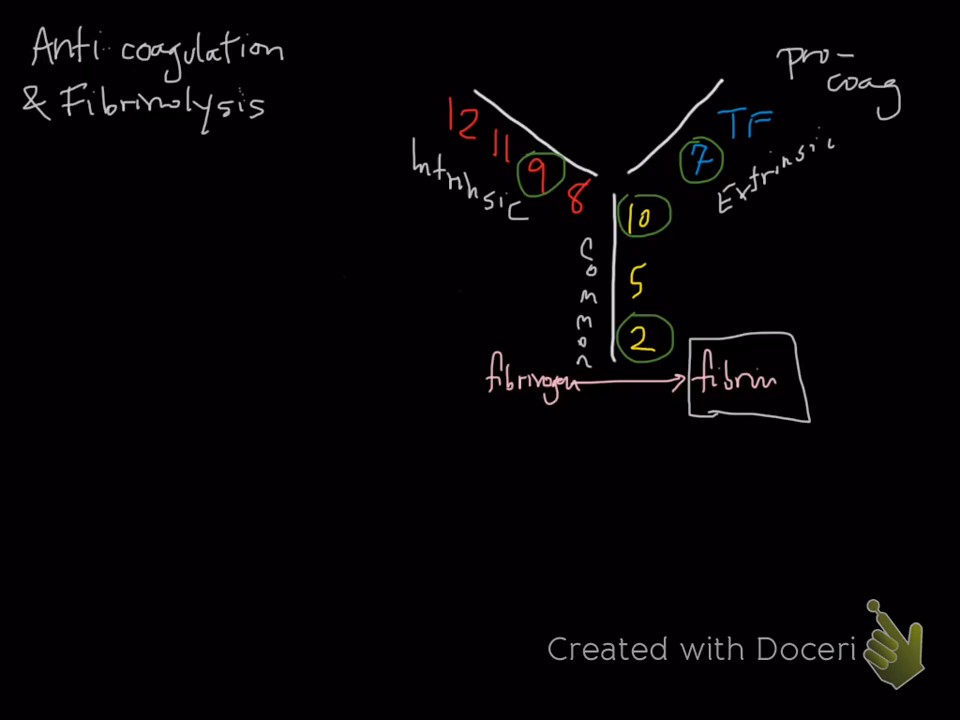 Anti coagulation
& Fibrinolysis
pro-
coag
12
11
9
8
Intrinsic
TF
7
Extrinsic
10
5
2
common
fibrinogen
fibrin
Created with Doceri